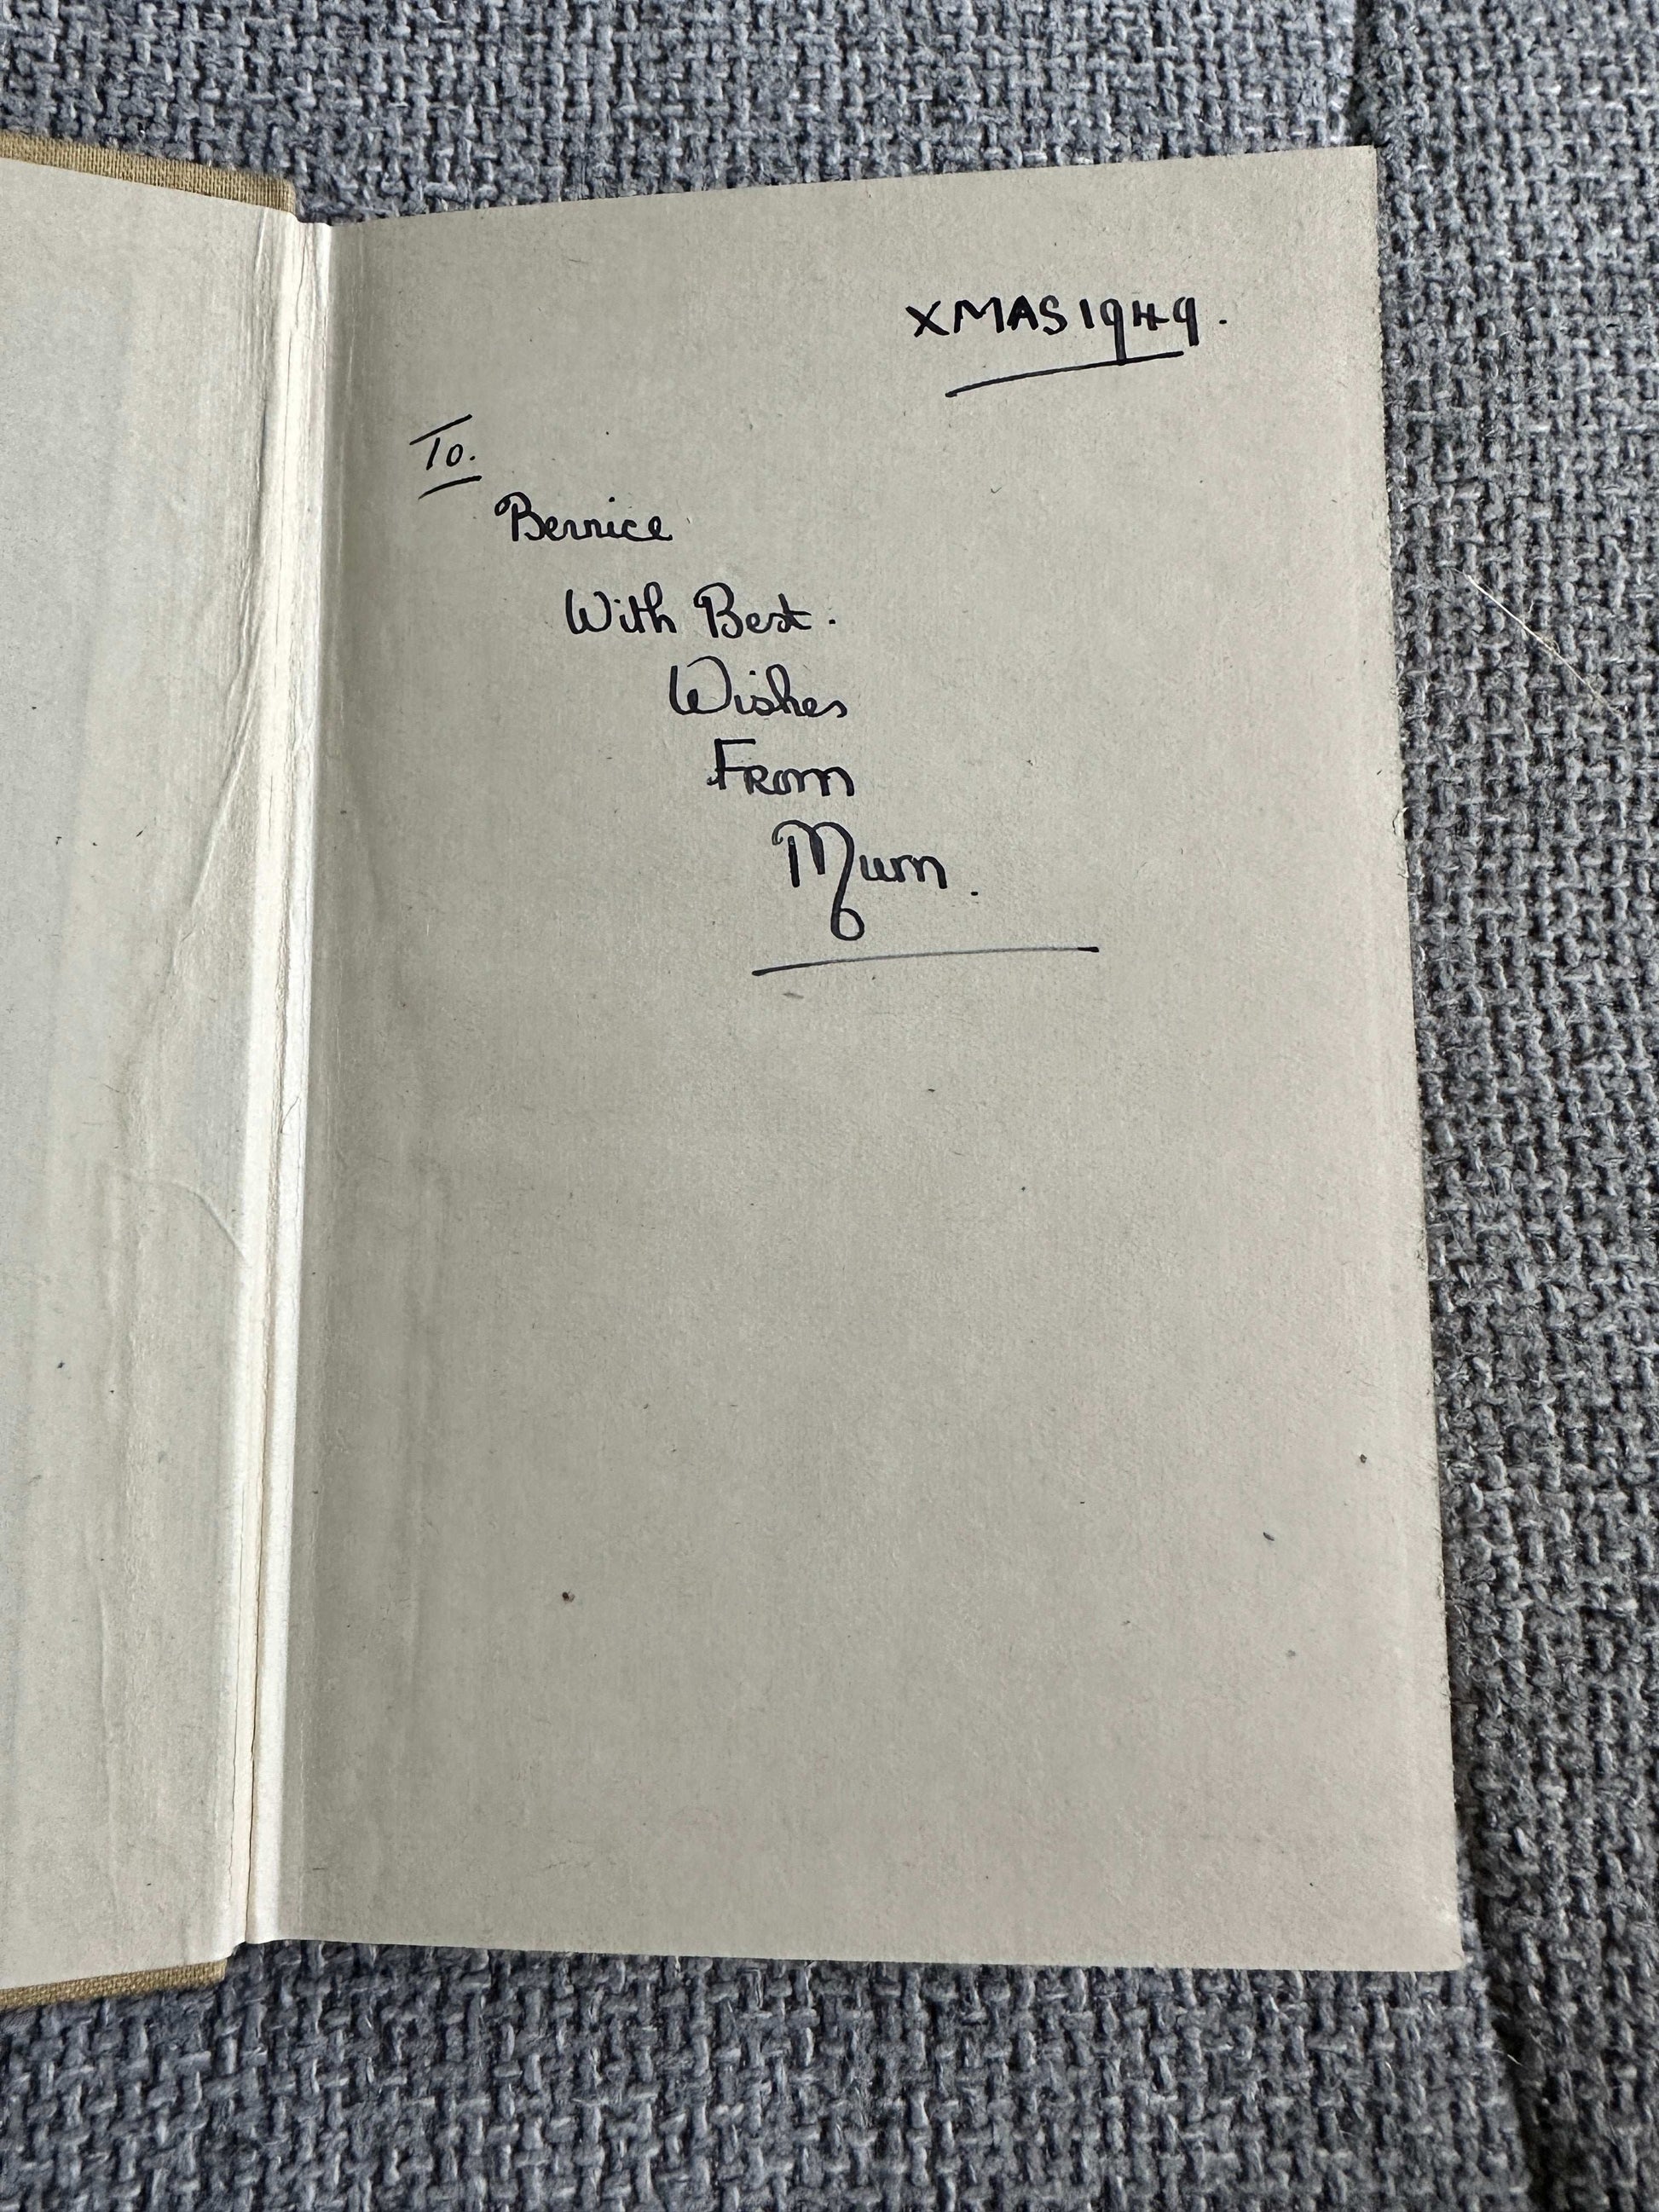 XMAS 1949.
To.
Bernice
With Best.
Wishes
From
Mum.